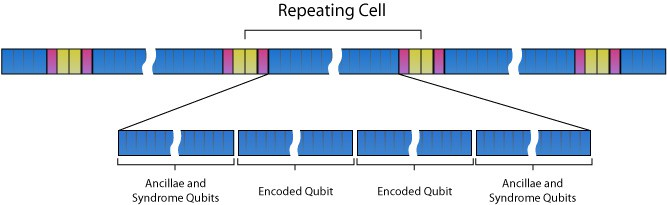 Repeating Cell
Ancillae and
Syndrome Qubits
Encoded Qubit
Encoded Qubit
Ancillae and
Syndrome Qubits